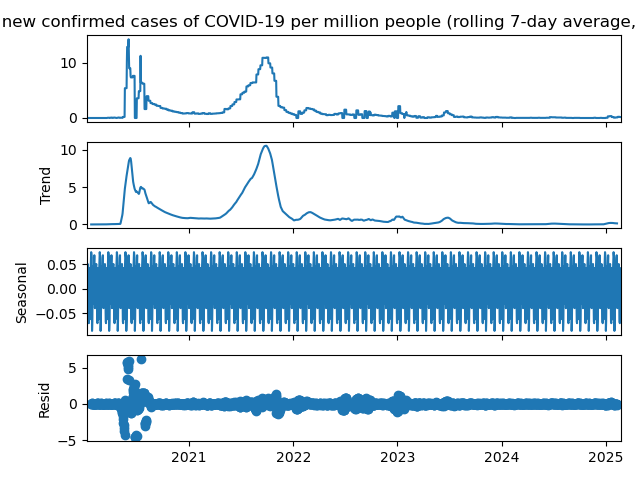 new confirmed cases of COVID-19 per million people (rolling 7-day average,
10
0
10
5
0
Trend
0.05
0.00
−0.05
Seasonal
5
0
−5
Resid
2021 2022 2023 2024 2025